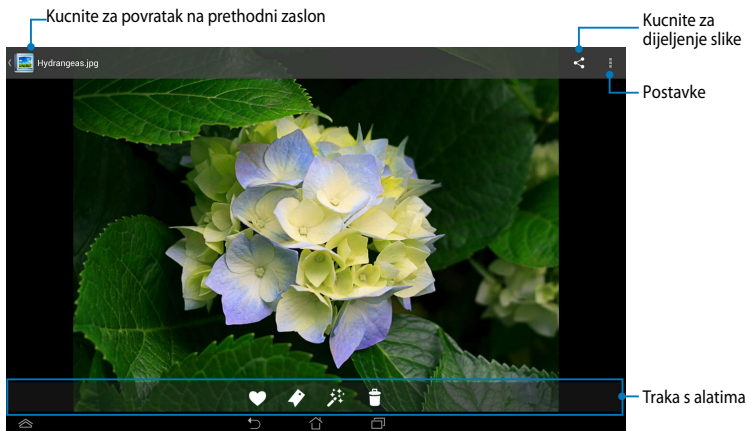 Kucnite za povratak na prethodni zaslon
Kucnite za
dijeljenje slike
Hydrangeas.jpg
Postavke
Traka s alatima